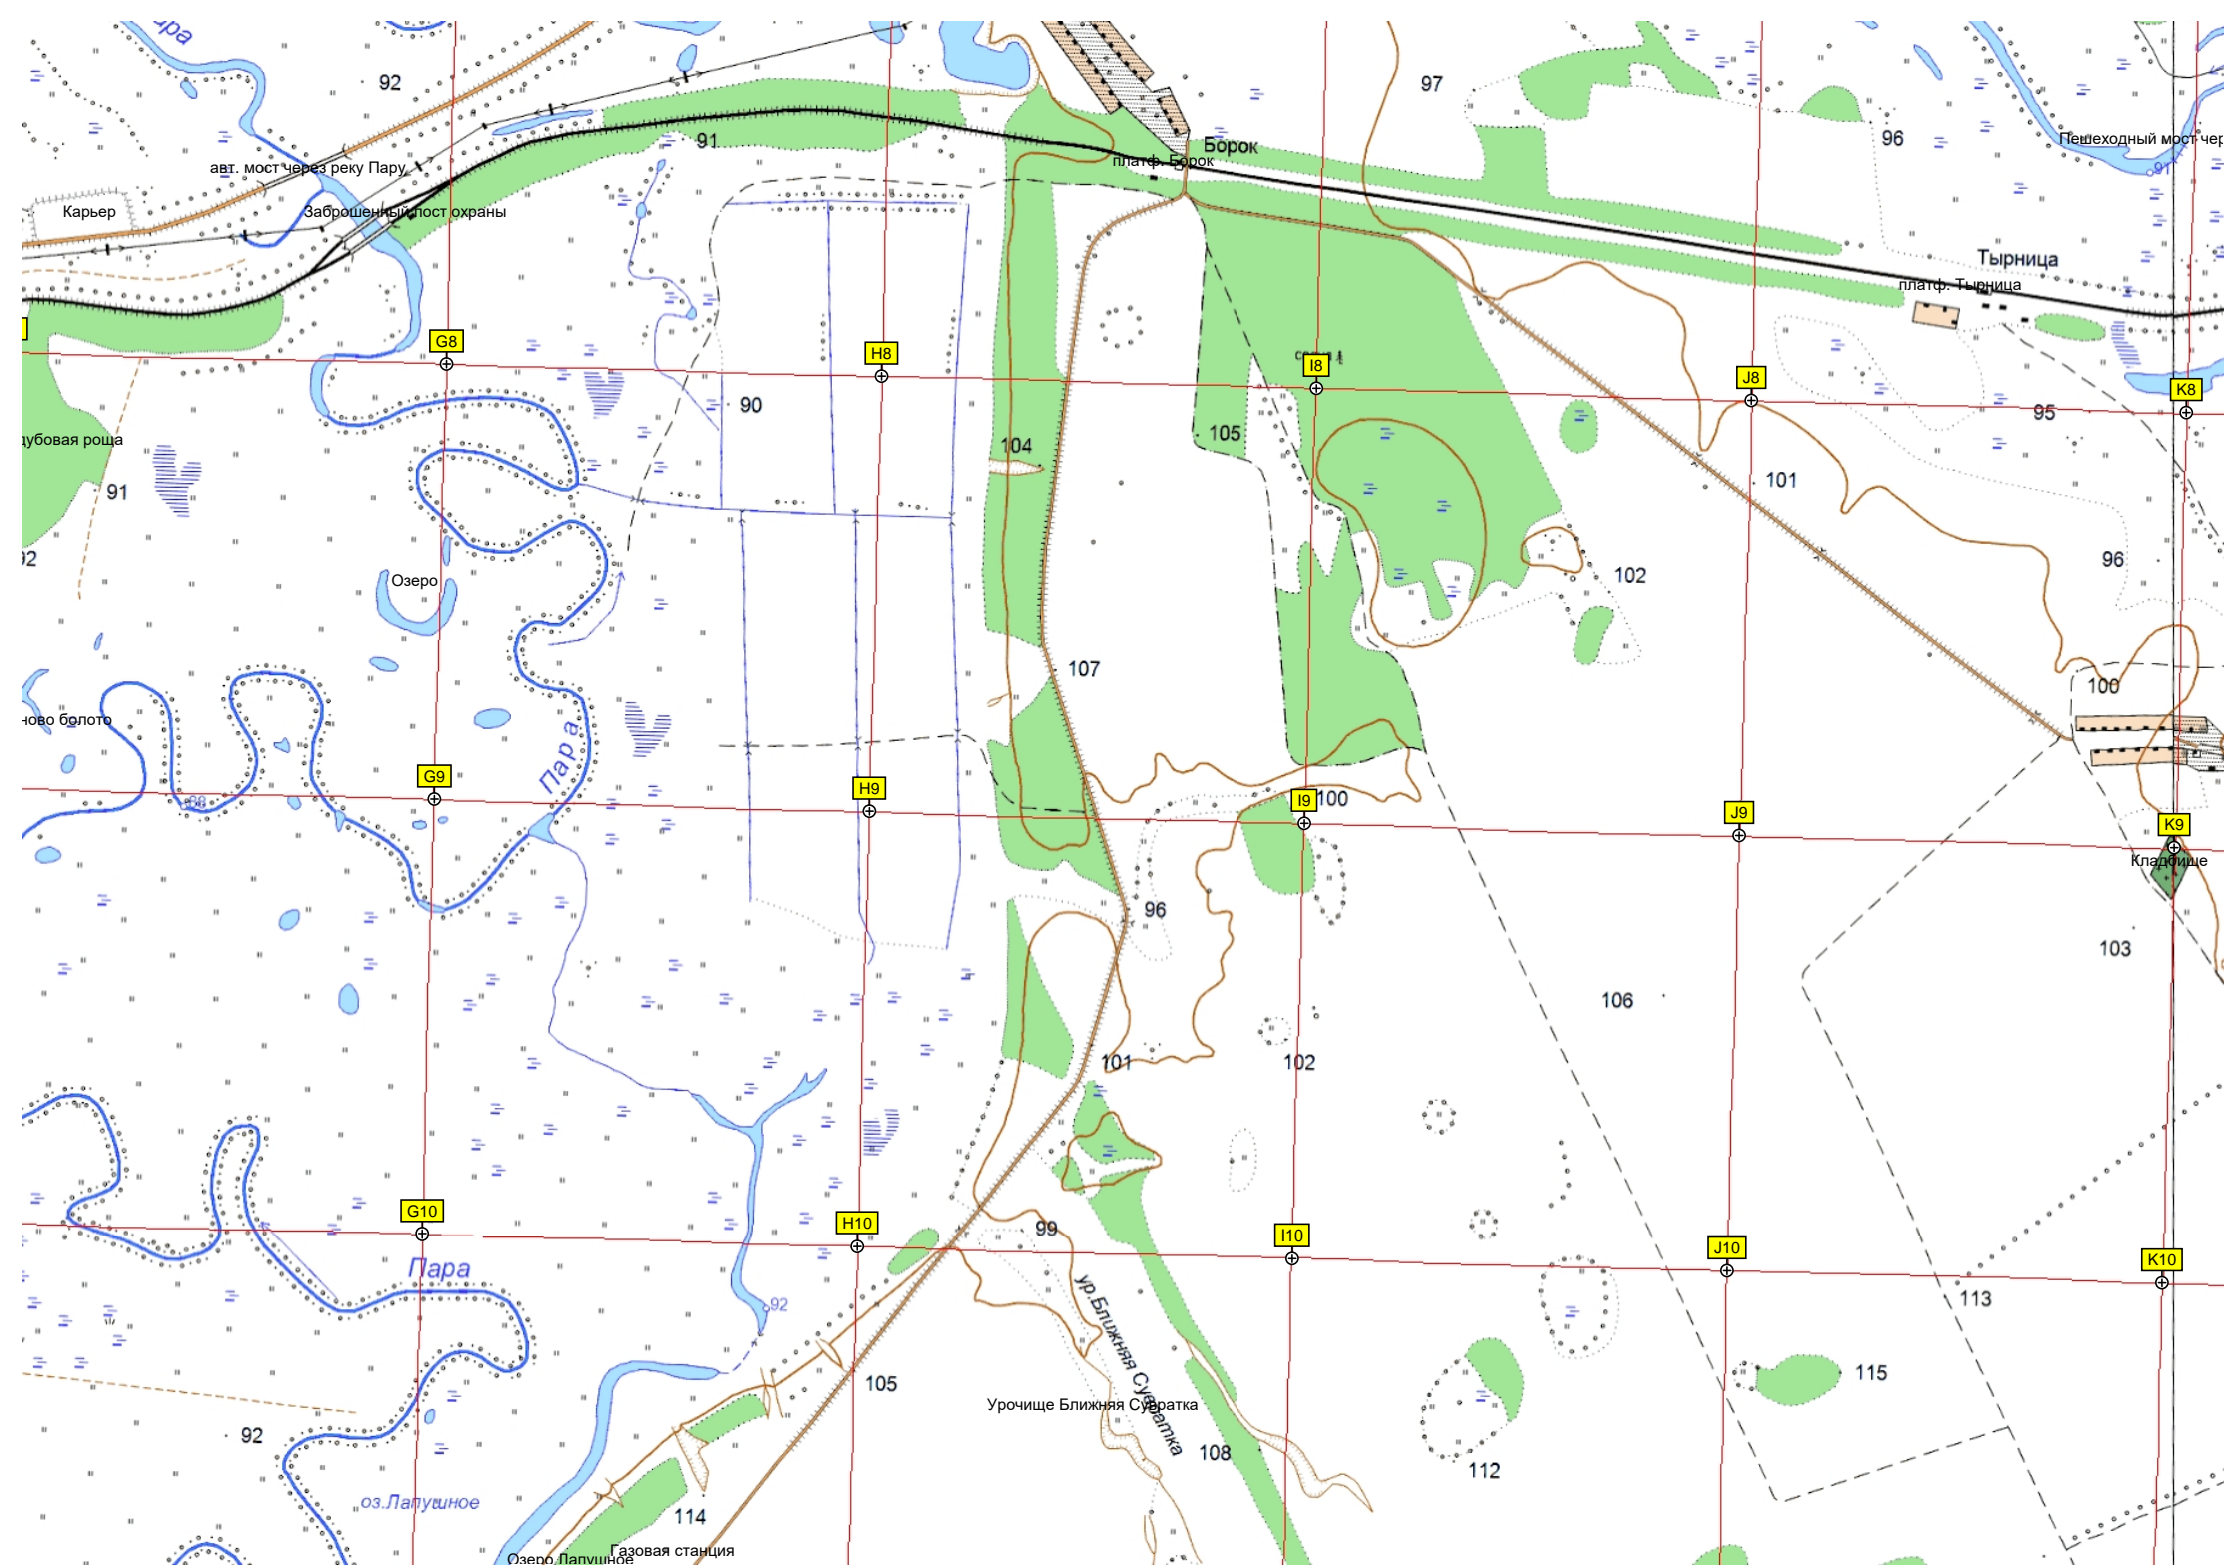 92
97
96
91
Борок
Пешеходный мост чер
платф. Борок
91
авт. мост через реку Пару
Карьер
Заброшенный пост охраны
Тырница
платф. Тырница
G8
H8
I8
J8
K8
90
95
104
105
дубовая роща
91
101
96
Озеро
102
107
100
ново болото
Пара
88
G9
H9
I9
100
J9
K9
Кладбище
96
103
106
101
102
G10
H10
99
I10
J10
K10
Пара
92
113
ур.Ближняя Сувратка
105
115
Урочище Ближняя Сувратка
92
108
112
оз.Лапушное
114
Газовая станция
Озеро Лапушное